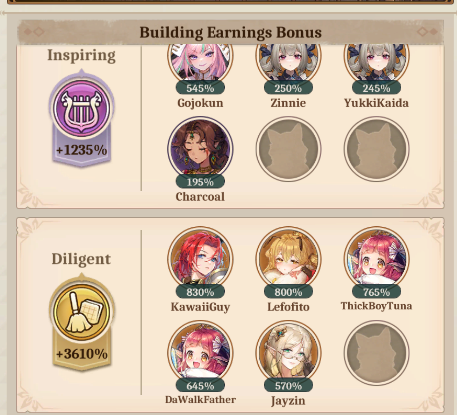 Building Earnings Bonus
Inspiring
+1235%
545% 250% 245%
Gojokun Zinnie YukkiKaida
195%
Charcoal
Diligent
+3610%
830% 800% 765%
KawaiiGuy Lefofito ThickBoyTuna
645% 570%
DaWalkFather Jayzin